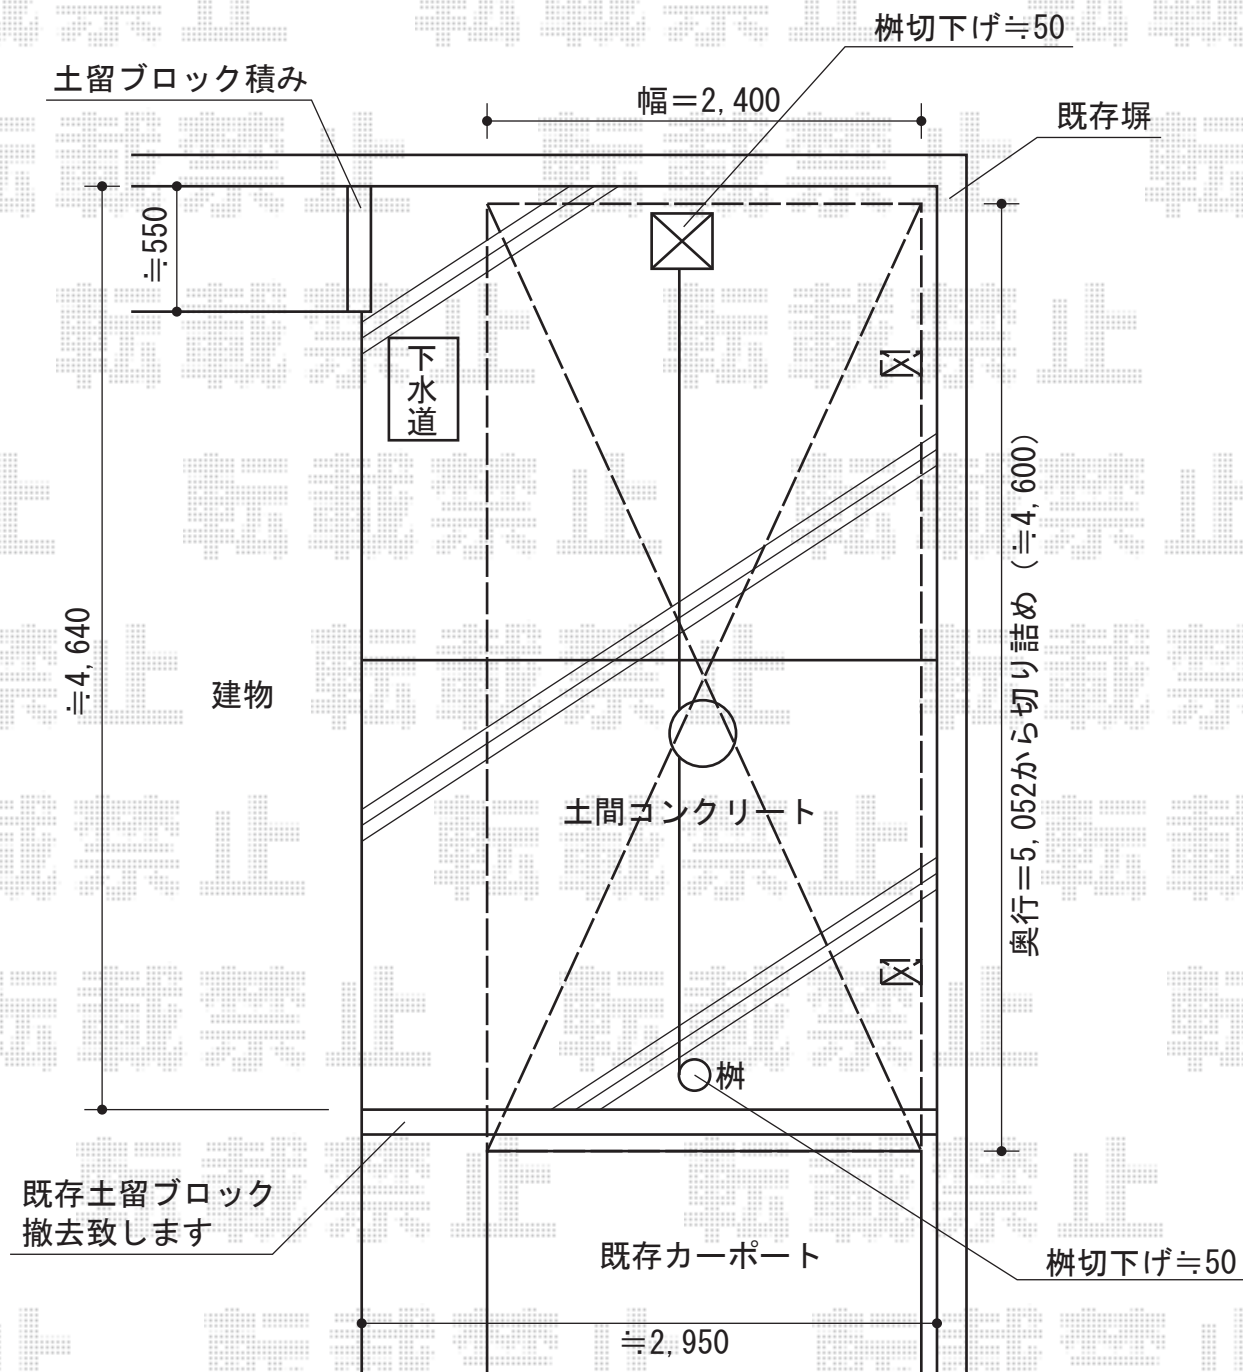 桝切下げ≒50
土留ブロック積み
幅＝2,400
既存塀
≒550
下水道
奥行＝5,052から切り詰め（≒4,600）
≒4,640
建物
土間コンクリート
桝
既存土留ブロック
撤去致します
既存カーポート
桝切下げ≒50
≒2,950
転載禁止